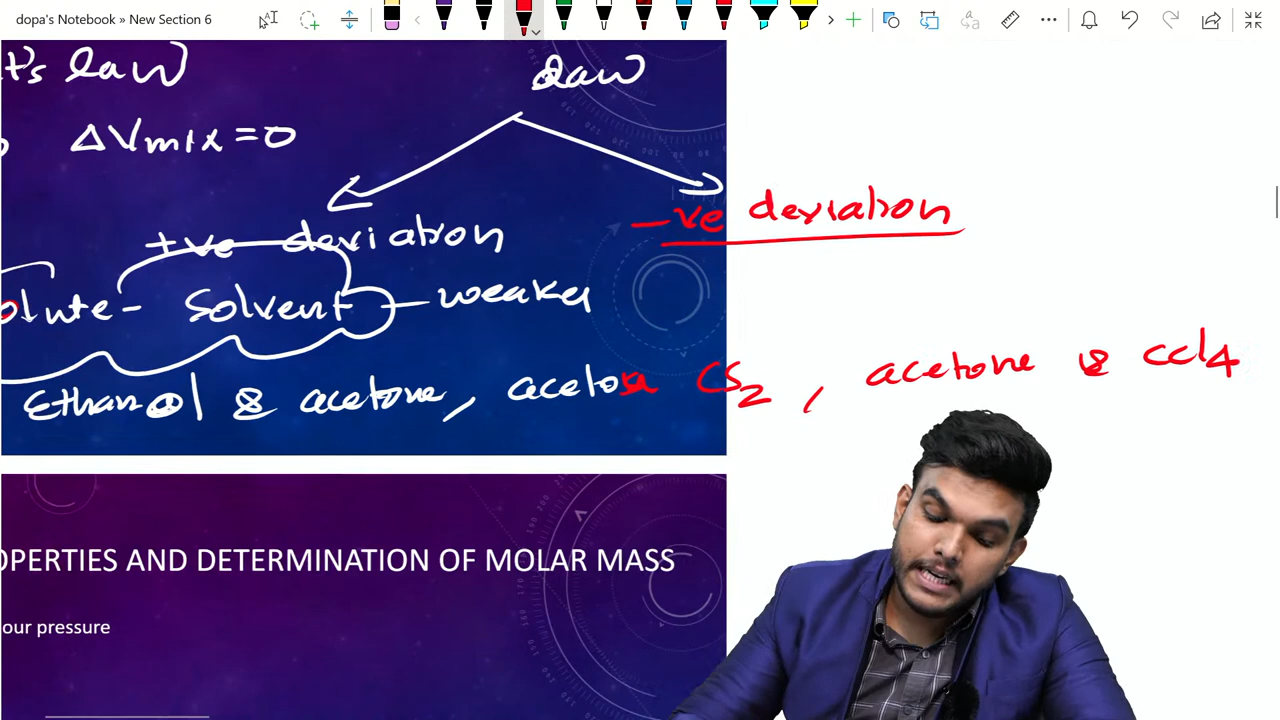 dopa's Notebook » New Section 6
t's law
law
ΔVmix = 0
+ve deviation
-ve deviation
olute - Solvent - weaker
Ethanol & acetone, aceto CS2, acetone & CCl4
OPERTIES AND DETERMINATION OF MOLAR MASS
our pressure